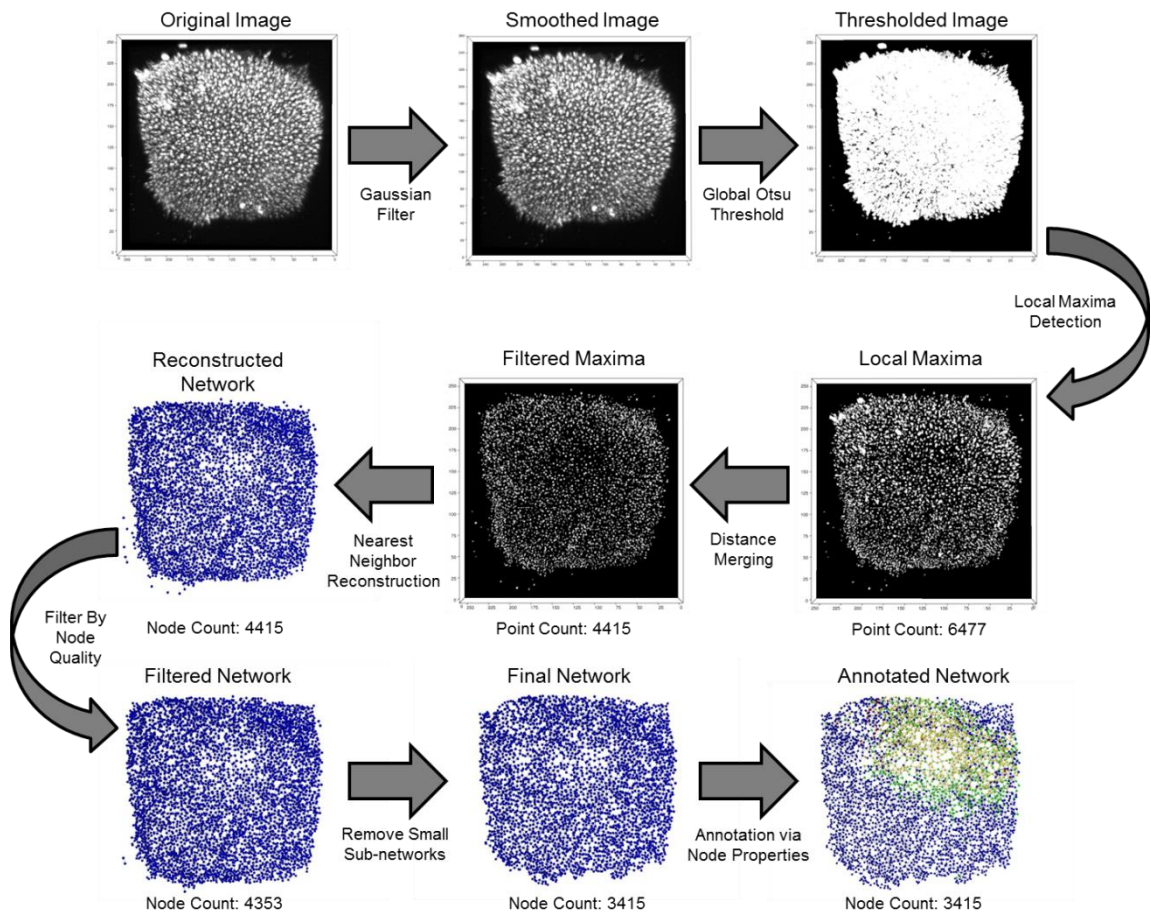 Original Image
Smoothed Image
Thresholded Image
Gaussian
Filter
Global Otsu
Threshold
Local Maxima
Detection
Reconstructed
Network
Filtered Maxima
Local Maxima
Nearest
Neighbor
Reconstruction
Distance
Merging
Node Count: 4415
Point Count: 4415
Point Count: 6477
Filter By
Node
Quality
Filtered Network
Final Network
Annotated Network
Remove Small
Sub-networks
Annotation via
Node Properties
Node Count: 4353
Node Count: 3415
Node Count: 3415